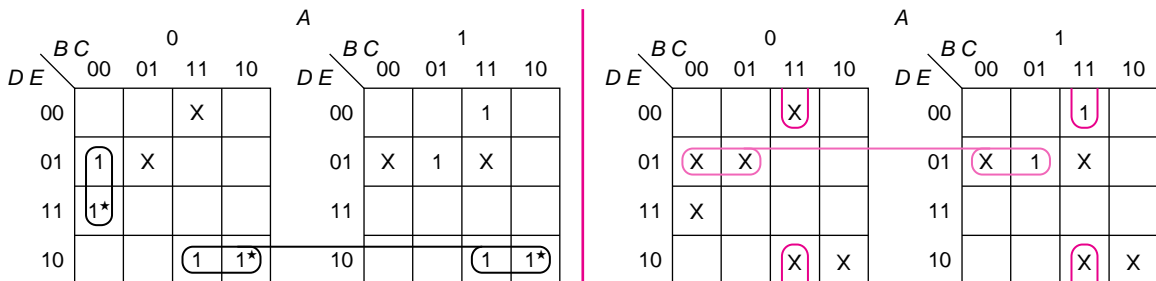 A A
0 1 0 1
B C B C B C B C
00 01 11 10 00 01 11 10 00 01 11 10 00 01 11 10
D E D E D E D E
00 X 00 1 00 X 00 1
01 1 X 01 X 1 X 01 X X 01 X 1 X
11 1★ 11 11 X 11
10 1 1★ 10 1 1★ 10 X X 10 X X